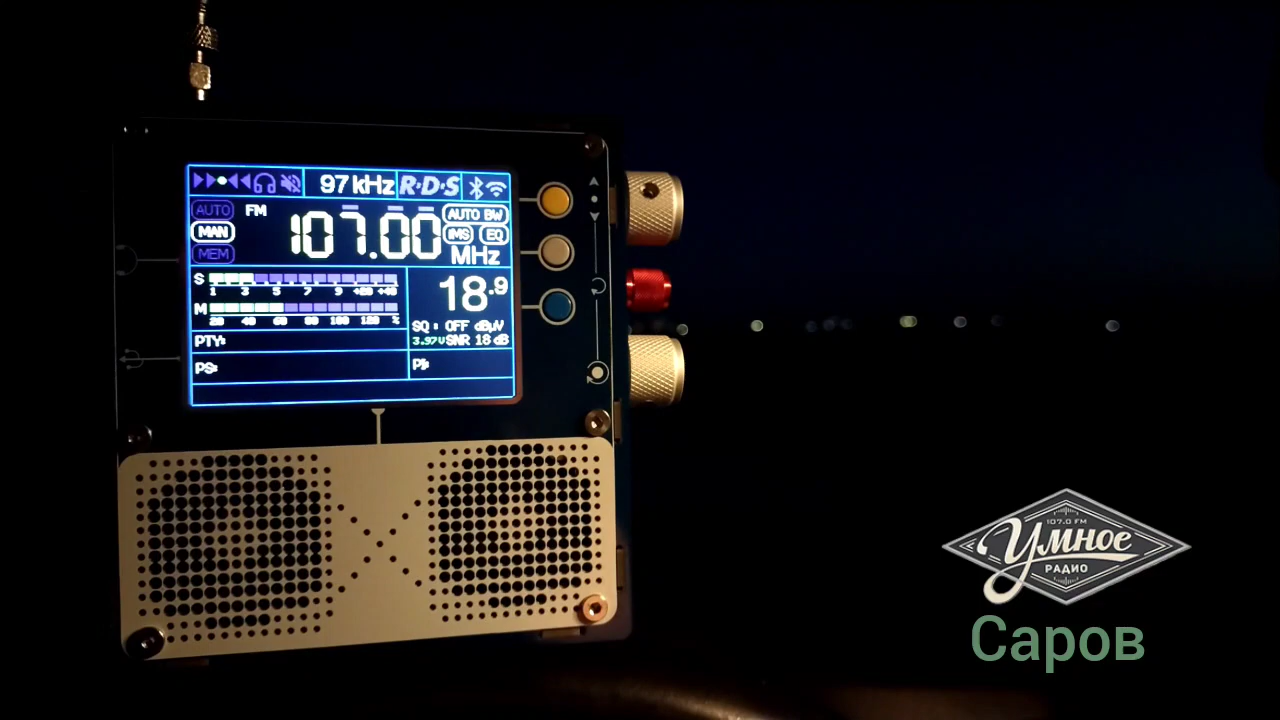 97 kHz R·D·S
AUTO FM AUTO BW
MAN 107.00 iMS EQ
MEM MHz
S 1 3 5 7 9 +20 +40
18.9
M 20 40 60 80 100 120 %
SQ: OFF dBµV
3.97V SNR 18 dB
PTY:
PS: PI:
107.0 FM
Умное
РАДИО
Саров